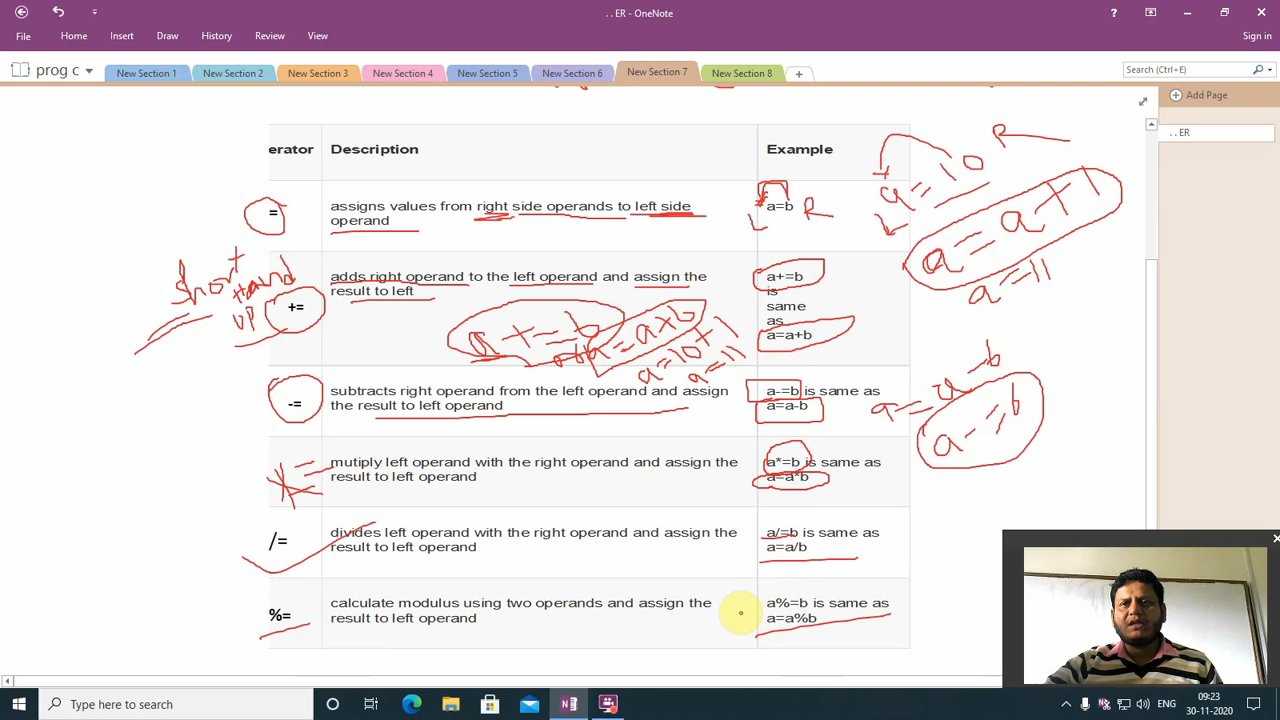 . . ER - OneNote
File Home Insert Draw History Review View
Sign in
prog c
New Section 1 New Section 2 New Section 3 New Section 4 New Section 5 New Section 6 New Section 7 New Section 8
Search (Ctrl+E)
Add Page
. . ER
erator Description Example
= assigns values from right side operands to left side
operand
a=b R
L
a = 10 R
L
a = a + 1
a = 11
short
Hand
op
+= adds right operand to the left operand and assign the
result to left
a+=b
is
same
as
a=a+b
a + = b
a = a + b
a = 10 + 1
a = 11
-= subtracts right operand from the left operand and assign
the result to left operand
a-=b is same as
a=a-b
a = a - b
a - = b
*= mutiply left operand with the right operand and assign the
result to left operand
a*=b is same as
a=a*b
/= divides left operand with the right operand and assign the
result to left operand
a/=b is same as
a=a/b
%= calculate modulus using two operands and assign the
result to left operand
a%=b is same as
a=a%b
Type here to search
ENG
09:23
30-11-2020